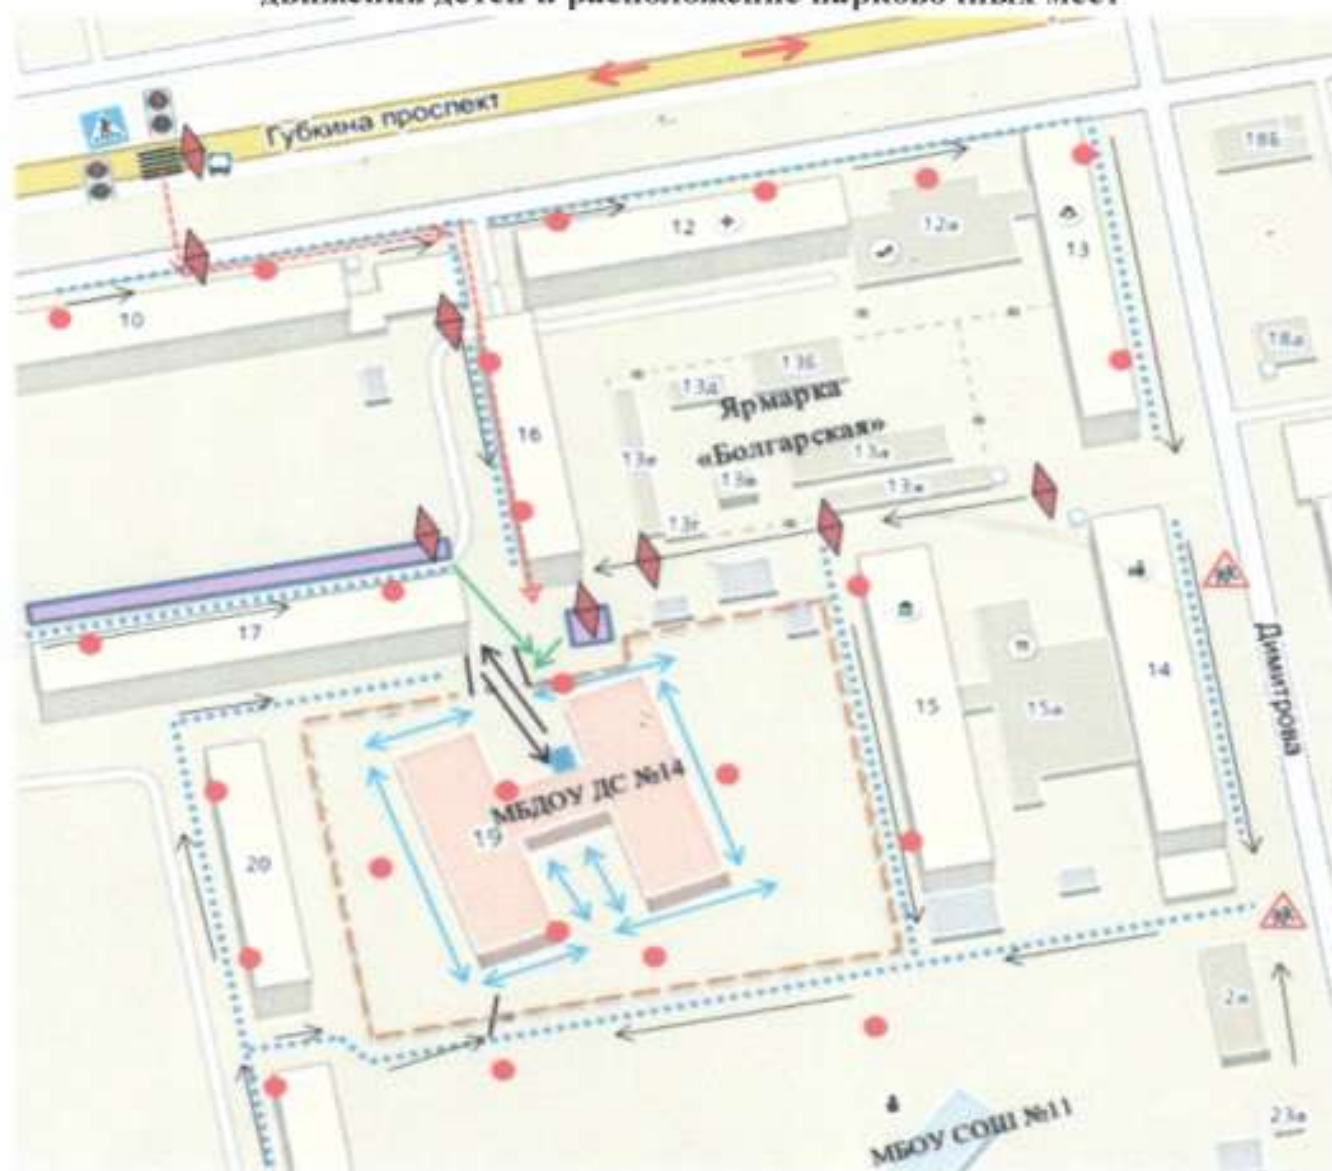 движения детей и расположение парковочных мест
Губкина проспект
18Б
12
12а
13
10
18а
13Б
13д
Ярмарка
«Болгарская»
16
13е
13а
13в
13ж
13г
17
14
Димитрова
15
15а
МБДОУ ДС №14
19
20
2а
23а
МБОУ СОШ №11